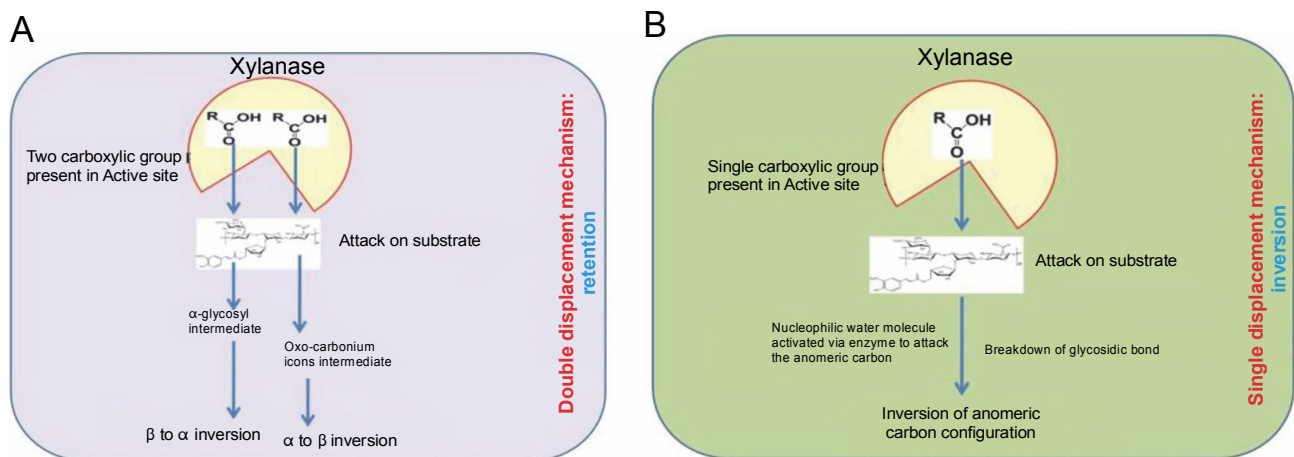 A
Xylanase
R OH R OH
C C
O O
Two carboxylic group
present in Active site
Attack on substrate
α-glycosyl
intermediate
Oxo-carbonium
icons intermediate
β to α inversion
α to β inversion
Double displacement mechanism:
retention
B
Xylanase
R OH
C
O
Single carboxylic group
present in Active site
Attack on substrate
Nucleophilic water molecule
activated via enzyme to attack
the anomeric carbon
Breakdown of glycosidic bond
Inversion of anomeric
carbon configuration
Single displacement mechanism:
inversion